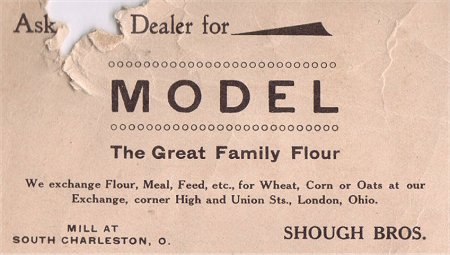 Ask Dealer for
MODEL
The Great Family Flour
We exchange Flour, Meal, Feed, etc., for Wheat, Corn or Oats at our
Exchange, corner High and Union Sts., London, Ohio.
MILL AT
SOUTH CHARLESTON, O.
SHOUGH BROS.